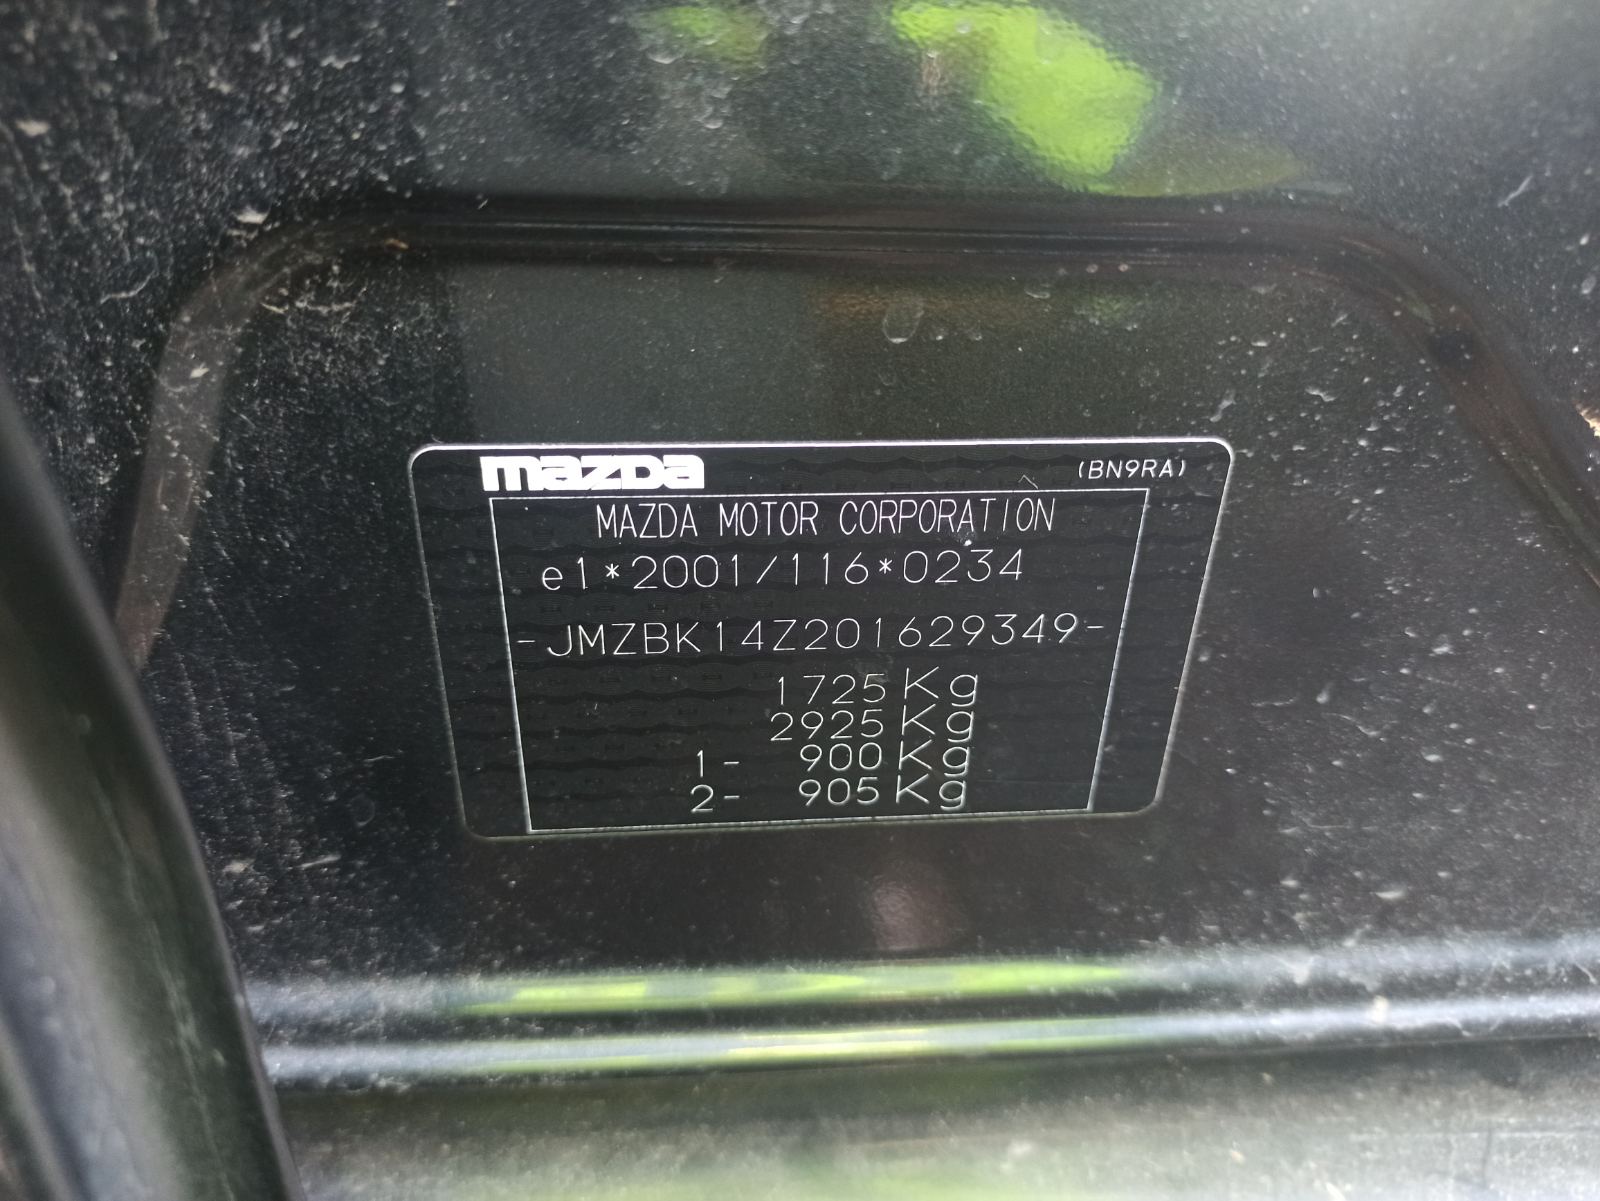 mazda (BN9RA)
MAZDA MOTOR CORPORATION
e1*2001/116*0234
-JMZBK14Z201629349-
1725 Kg
2925 Kg
1- 900 Kg
2- 905 Kg